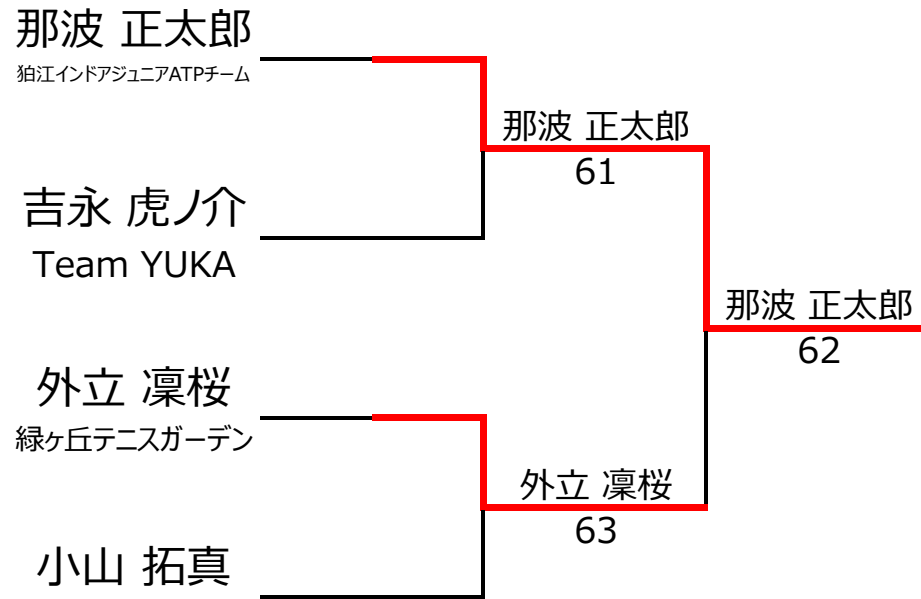 那波 正太郎
狛江インドアジュニアATPチーム
那波 正太郎
61
吉永 虎ノ介
Team YUKA
那波 正太郎
62
外立 凜桜
緑ヶ丘テニスガーデン
外立 凜桜
63
小山 拓真